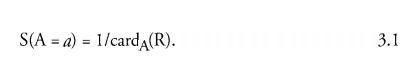 S(A = a) = 1/card_A(R). 3.1